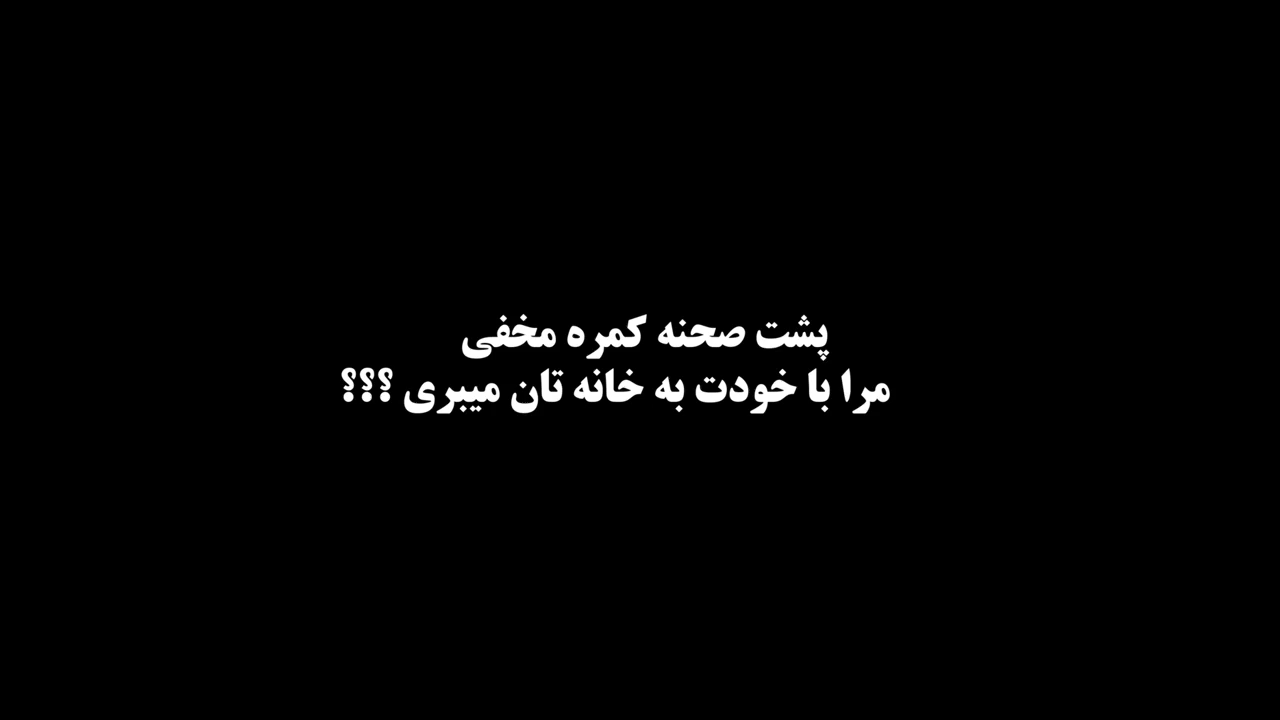 پشت صحنه کمره مخفی
مرا با خودت به خانه تان میبری ؟؟؟